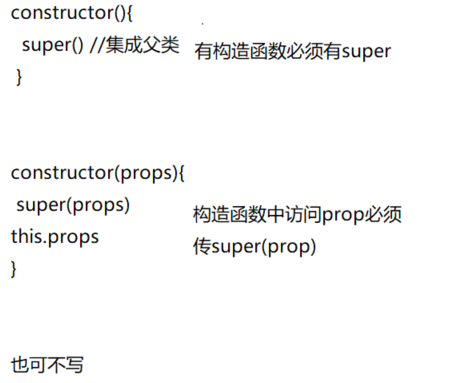 constructor(){
super() //集成父类
有构造函数必须有super
}
constructor(props){
super(props)
构造函数中访问prop必须
this.props
传super(prop)
}
也可不写